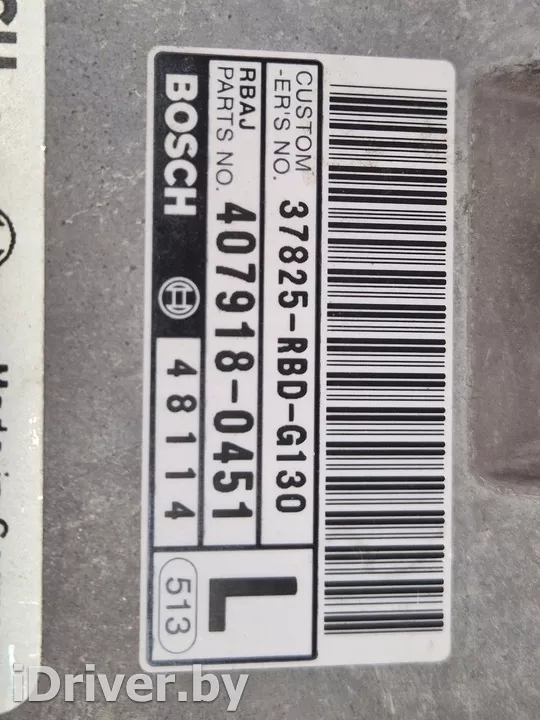 CUSTOM
-ER'S NO. 37825-RBD-G130
RBAJ
PARTS NO. 407918-0451
BOSCH 48114
L
513
iDriver.by